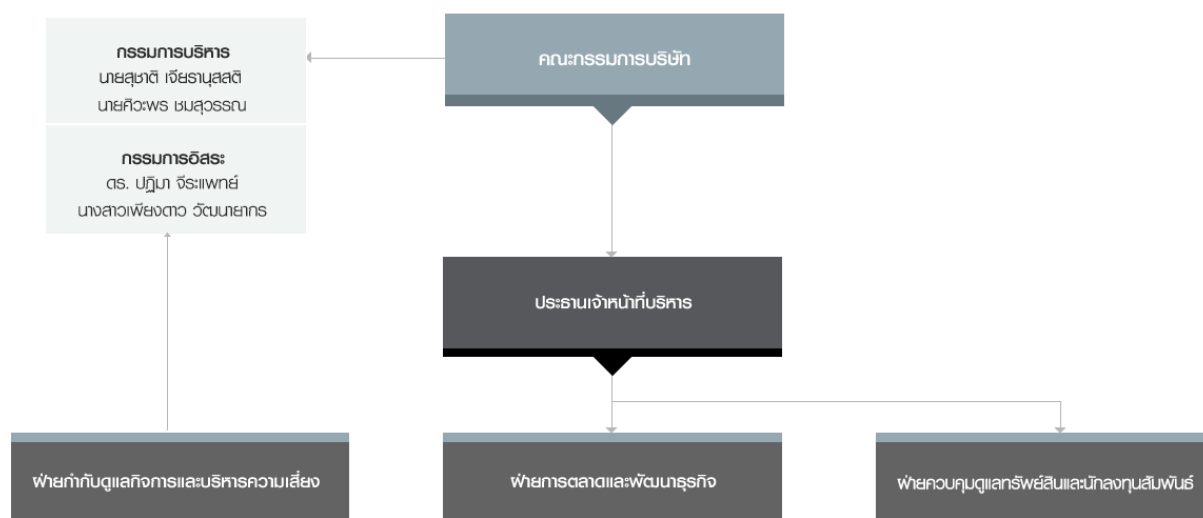 กรรมการบริหาร
นายสุชาติ เจียรานุสสติ
นายศิวะพร ชมสุวรรณ
กรรมการอิสระ
ดร. ปฏิมา จีระแพทย์
นางสาวเพียงดาว วัฒนายากร
คณะกรรมการบริษัท
ประธานเจ้าหน้าที่บริหาร
ฝ่ายกำกับดูแลกิจการและบริหารความเสี่ยง
ฝ่ายการตลาดและพัฒนาธุรกิจ
ฝ่ายควบคุมดูแลทรัพย์สินและนักลงทุนสัมพันธ์